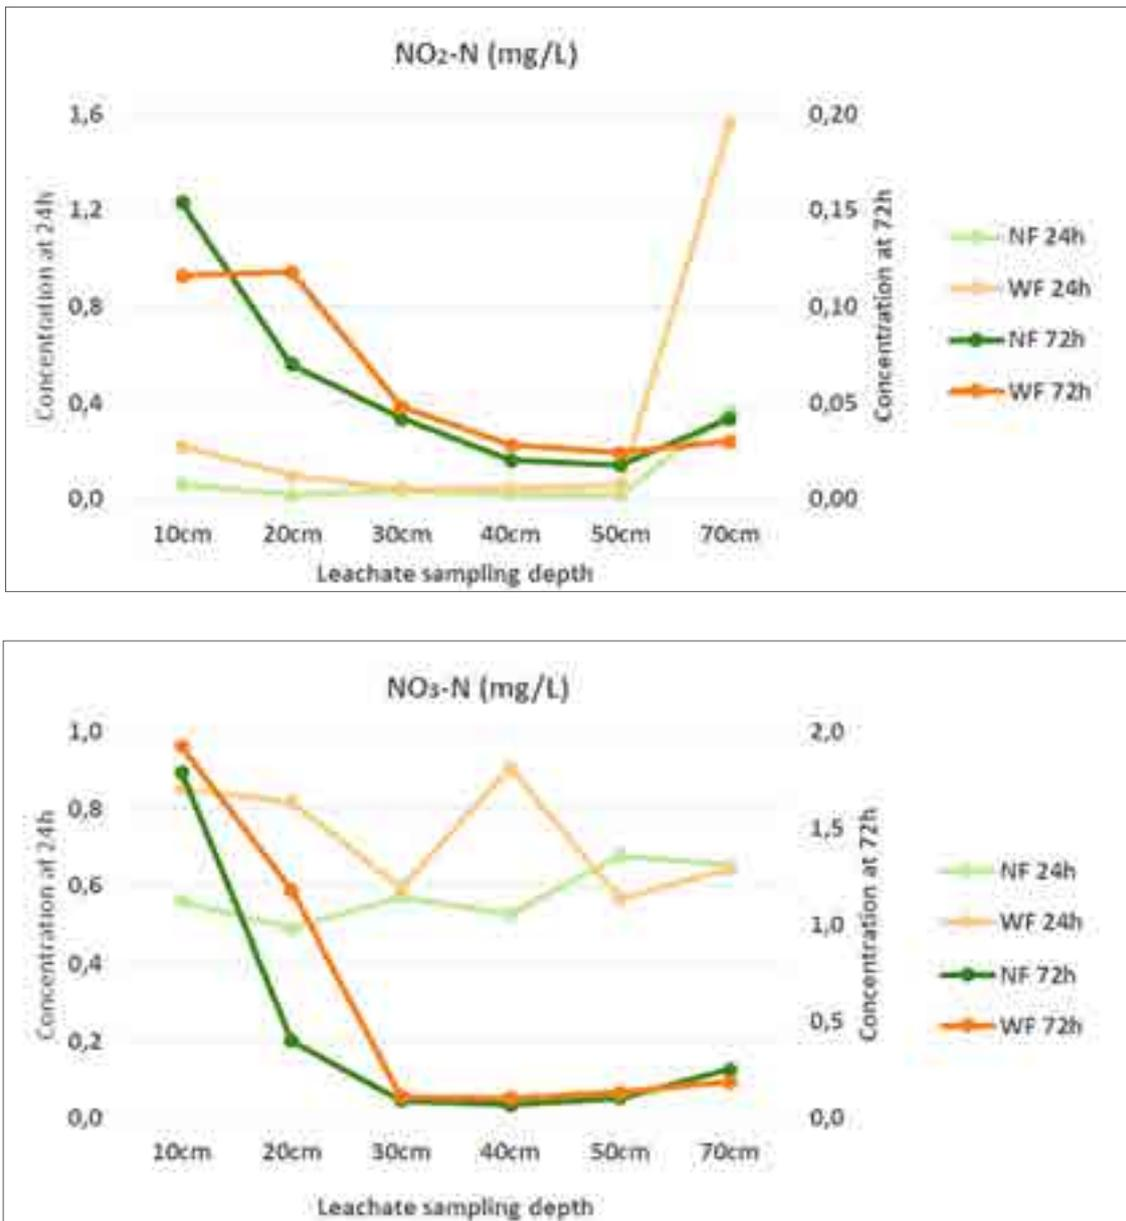 NO₂-N (mg/L)
Concentration at 24h
1,6
1,2
0,8
0,4
0,0
Concentration at 72h
0,20
0,15
0,10
0,05
0,00
10cm 20cm 30cm 40cm 50cm 70cm
Leachate sampling depth
NF 24h
WF 24h
NF 72h
WF 72h
NO₃-N (mg/L)
Concentration at 24h
1,0
0,8
0,6
0,4
0,2
0,0
Concentration at 72h
2,0
1,5
1,0
0,5
0,0
10cm 20cm 30cm 40cm 50cm 70cm
Leachate sampling depth
NF 24h
WF 24h
NF 72h
WF 72h